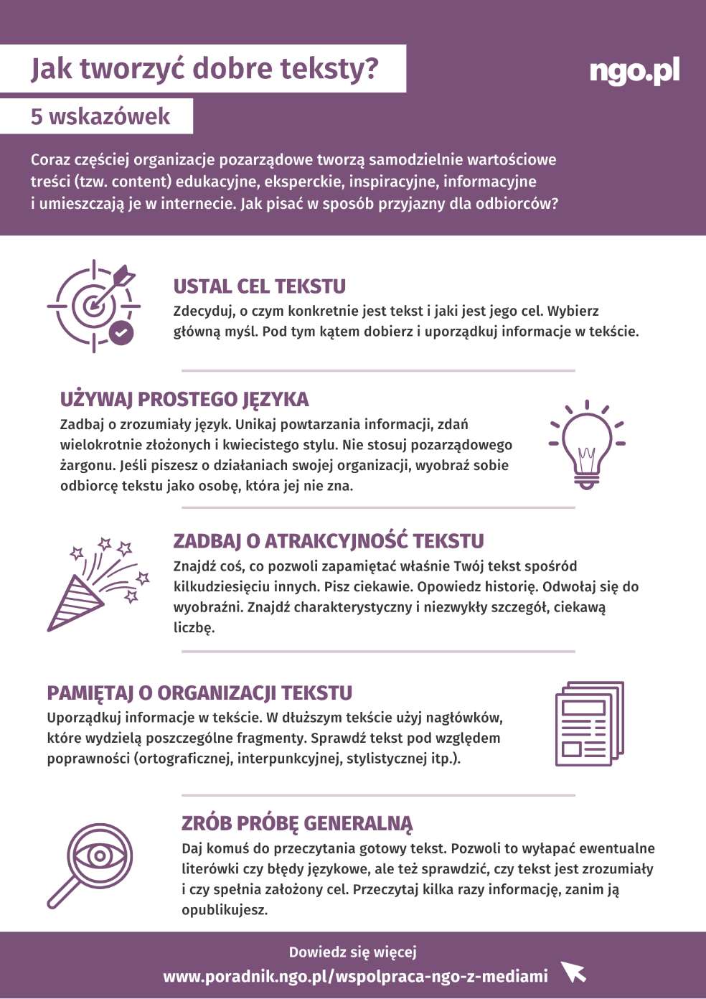 Jak tworzyć dobre teksty?
ngo.pl
5 wskazówek
Coraz częściej organizacje pozarządowe tworzą samodzielnie wartościowe
treści (tzw. content) edukacyjne, eksperckie, inspiracyjne, informacyjne
i umieszczają je w internecie. Jak pisać w sposób przyjazny dla odbiorców?
USTAL CEL TEKSTU
Zdecyduj, o czym konkretnie jest tekst i jaki jest jego cel. Wybierz
główną myśl. Pod tym kątem dobierz i uporządkuj informacje w tekście.
UŻYWAJ PROSTEGO JĘZYKA
Zadbaj o zrozumiały język. Unikaj powtarzania informacji, zdań
wielokrotnie złożonych i kwiecistego stylu. Nie stosuj pozarządowego
żargonu. Jeśli piszesz o działaniach swojej organizacji, wyobraź sobie
odbiorcę tekstu jako osobę, która jej nie zna.
ZADBAJ O ATRAKCYJNOŚĆ TEKSTU
Znajdź coś, co pozwoli zapamiętać właśnie Twój tekst spośród
kilkudziesięciu innych. Pisz ciekawie. Opowiedz historię. Odwołaj się do
wyobraźni. Znajdź charakterystyczny i niezwykły szczegół, ciekawą
liczbę.
PAMIĘTAJ O ORGANIZACJI TEKSTU
Uporządkuj informacje w tekście. W dłuższym tekście użyj nagłówków,
które wydzielą poszczególne fragmenty. Sprawdź tekst pod względem
poprawności (ortograficznej, interpunkcyjnej, stylistycznej itp.).
ZRÓB PRÓBĘ GENERALNĄ
Daj komuś do przeczytania gotowy tekst. Pozwoli to wyłapać ewentualne
literówki czy błędy językowe, ale też sprawdzić, czy tekst jest zrozumiały
i czy spełnia założony cel. Przeczytaj kilka razy informację, zanim ją
opublikujesz.
Dowiedz się więcej
www.poradnik.ngo.pl/wspolpraca-ngo-z-mediami